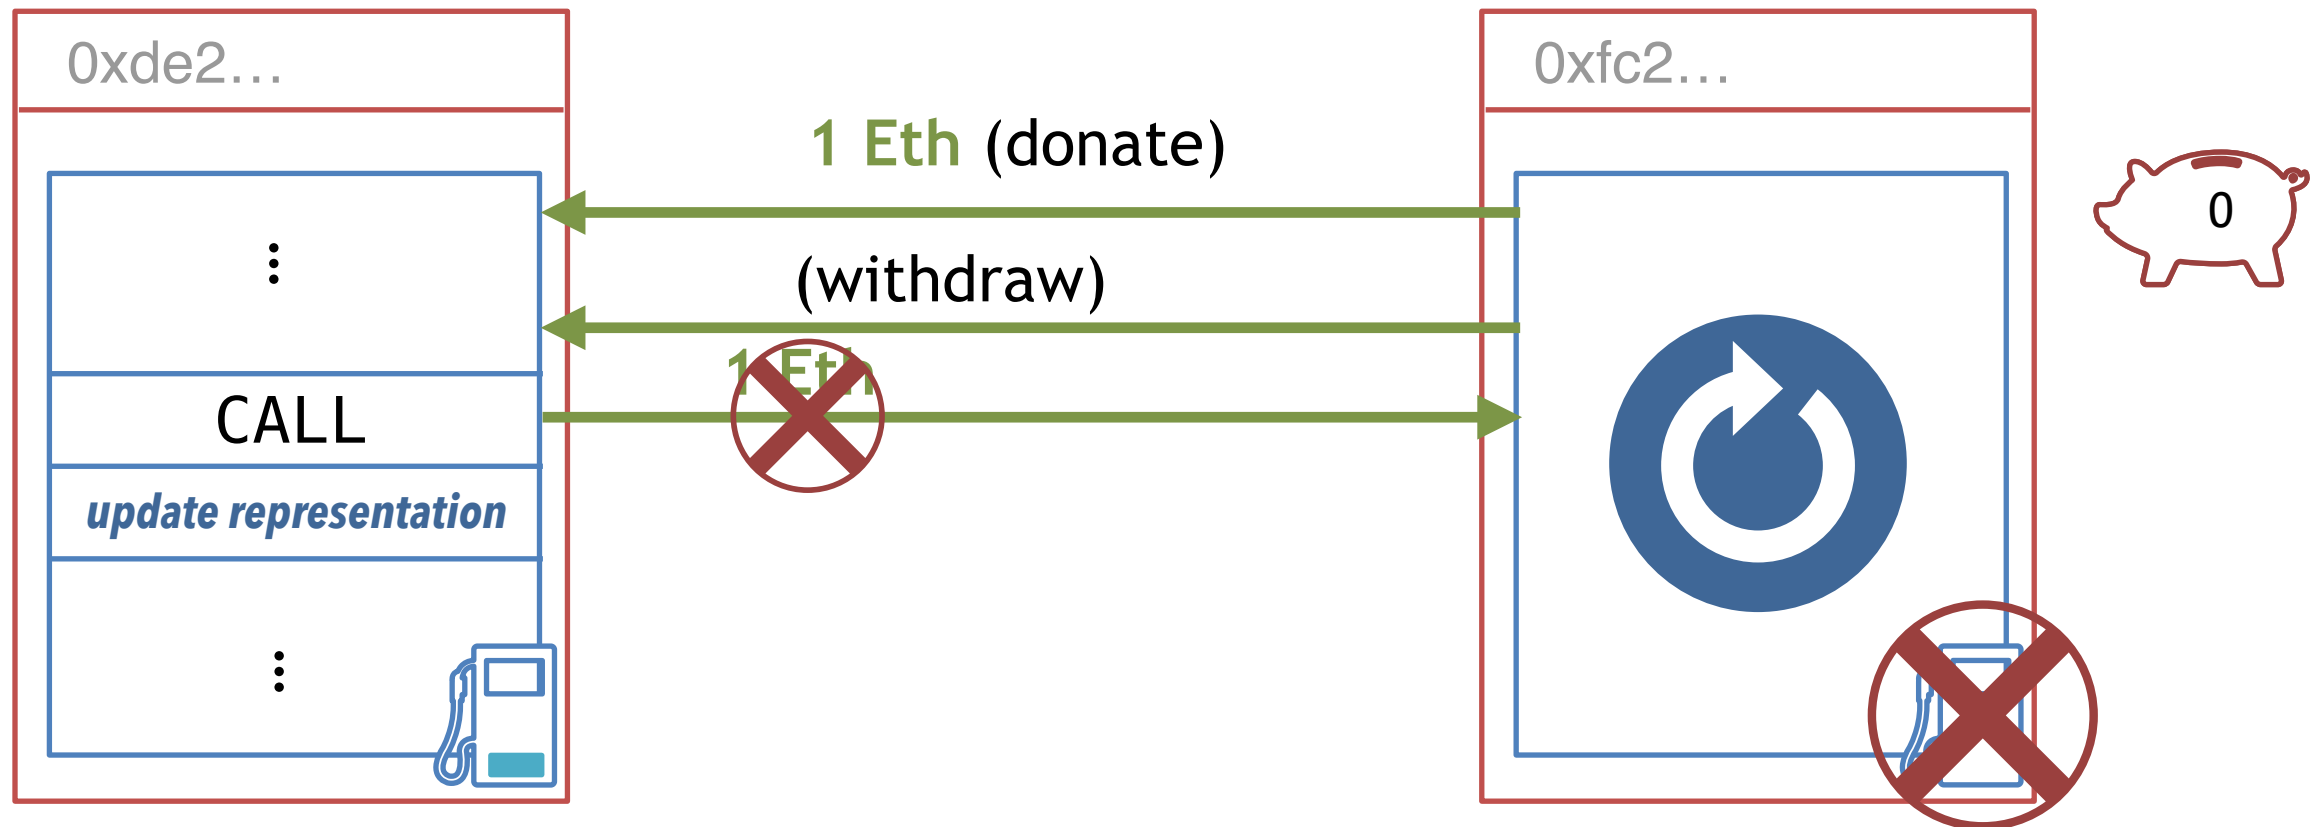 0xde2…
0xfc2…
1 Eth (donate)
0
(withdraw)
1 Eth
CALL
update representation